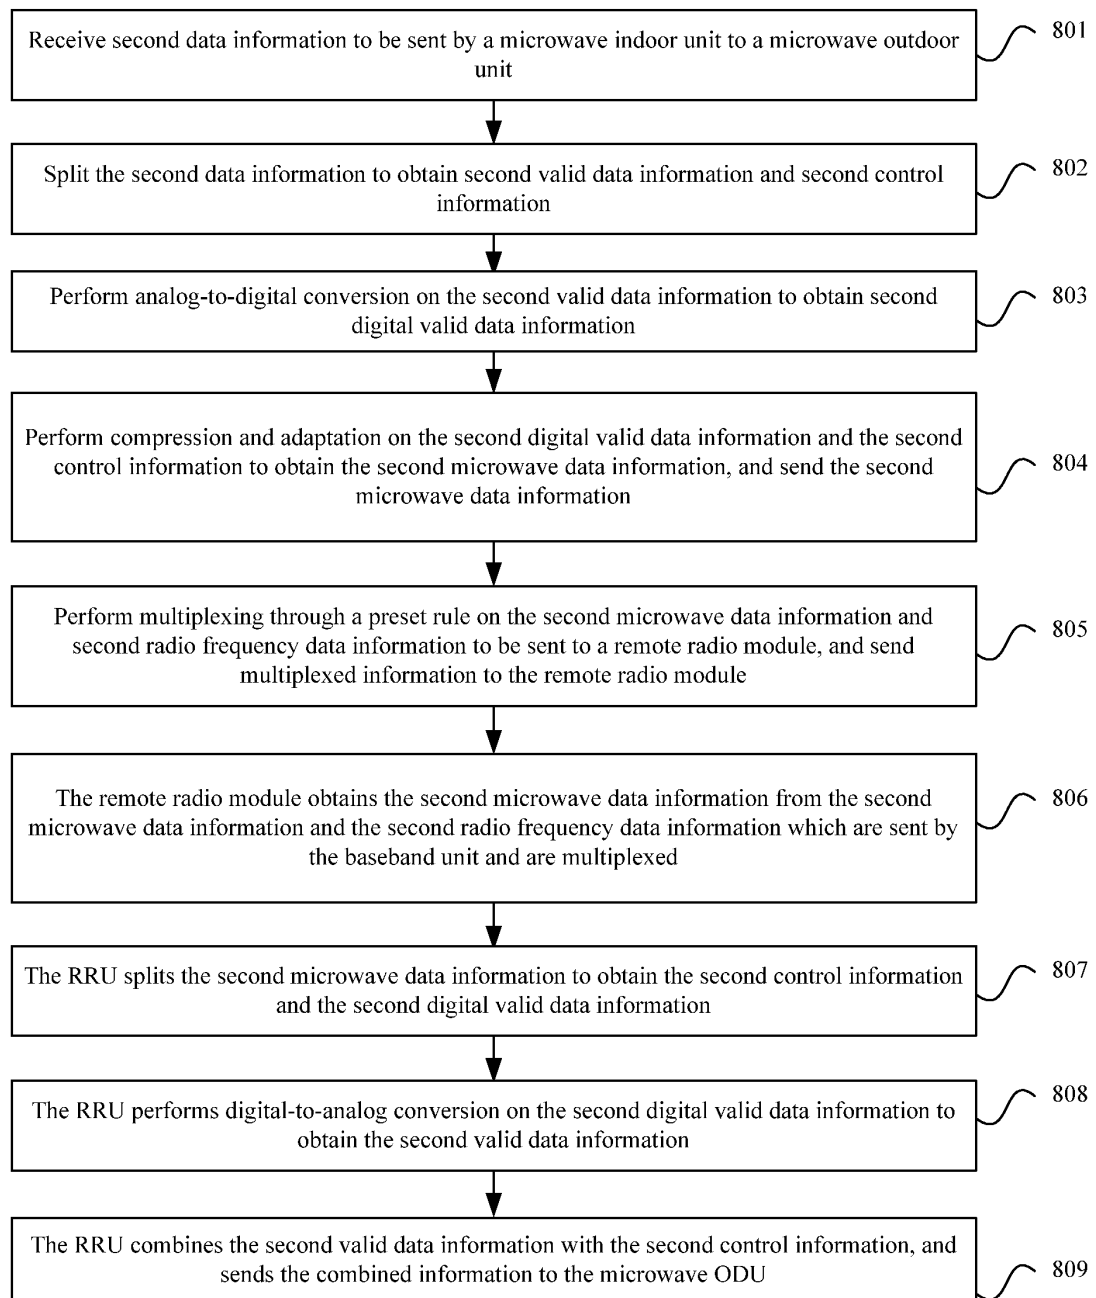 Receive second data information to be sent by a microwave indoor unit to a microwave outdoor
unit
801
Split the second data information to obtain second valid data information and second control
information
802
Perform analog-to-digital conversion on the second valid data information to obtain second
digital valid data information
803
Perform compression and adaptation on the second digital valid data information and the second
control information to obtain the second microwave data information, and send the second
microwave data information
804
Perform multiplexing through a preset rule on the second microwave data information and
second radio frequency data information to be sent to a remote radio module, and send
multiplexed information to the remote radio module
805
The remote radio module obtains the second microwave data information from the second
microwave data information and the second radio frequency data information which are sent by
the baseband unit and are multiplexed
806
The RRU splits the second microwave data information to obtain the second control information
and the second digital valid data information
807
The RRU performs digital-to-analog conversion on the second digital valid data information to
obtain the second valid data information
808
The RRU combines the second valid data information with the second control information, and
sends the combined information to the microwave ODU
809